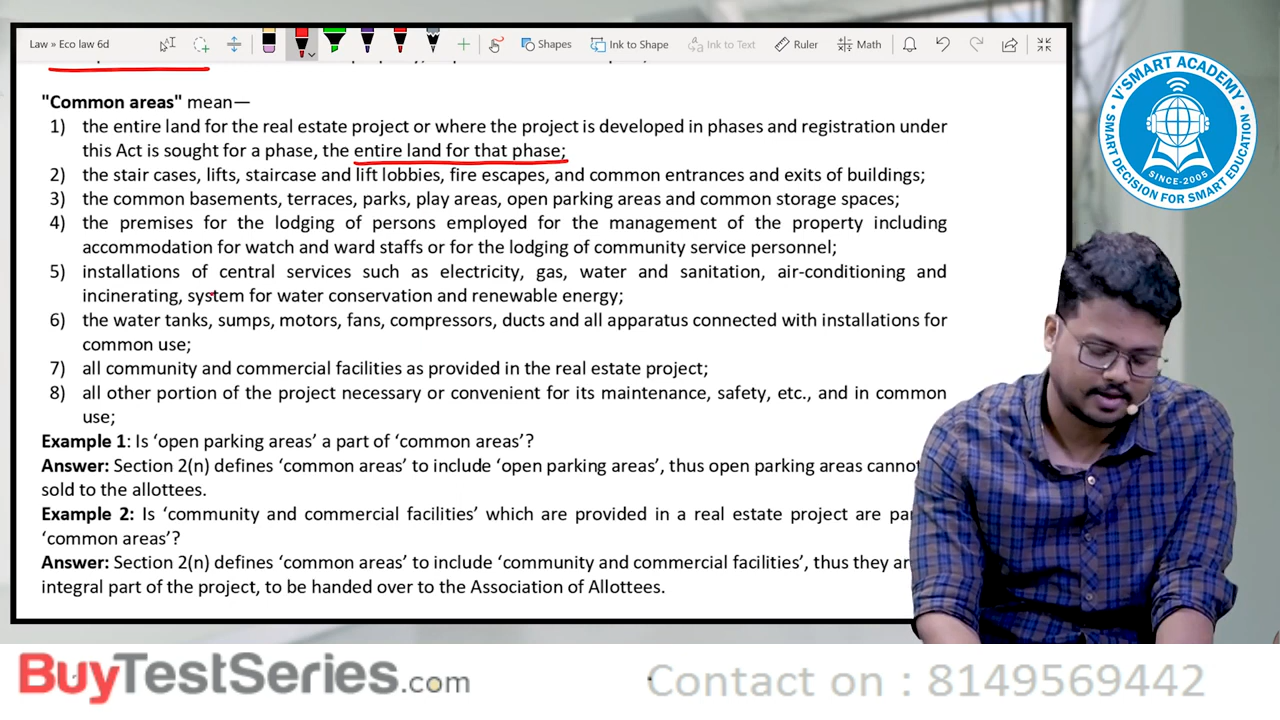 Law » Eco law 6d
Shapes
Ink to Shape
Ink to Text
Ruler
Math
"Common areas" mean—
1) the entire land for the real estate project or where the project is developed in phases and registration under
this Act is sought for a phase, the entire land for that phase;
2) the stair cases, lifts, staircase and lift lobbies, fire escapes, and common entrances and exits of buildings;
3) the common basements, terraces, parks, play areas, open parking areas and common storage spaces;
4) the premises for the lodging of persons employed for the management of the property including
accommodation for watch and ward staffs or for the lodging of community service personnel;
5) installations of central services such as electricity, gas, water and sanitation, air-conditioning and
incinerating, system for water conservation and renewable energy;
6) the water tanks, sumps, motors, fans, compressors, ducts and all apparatus connected with installations for
common use;
7) all community and commercial facilities as provided in the real estate project;
8) all other portion of the project necessary or convenient for its maintenance, safety, etc., and in common
use;
Example 1: Is ‘open parking areas’ a part of ‘common areas’?
Answer: Section 2(n) defines ‘common areas’ to include ‘open parking areas’, thus open parking areas cannot
sold to the allottees.
Example 2: Is ‘community and commercial facilities’ which are provided in a real estate project are
‘common areas’?
Answer: Section 2(n) defines ‘common areas’ to include ‘community and commercial facilities’, thus they
integral part of the project, to be handed over to the Association of Allottees.
V'SMART ACADEMY
SINCE-2005
SMART DECISION FOR SMART EDUCATION
BuyTestSeries.com
Contact on : 8149569442